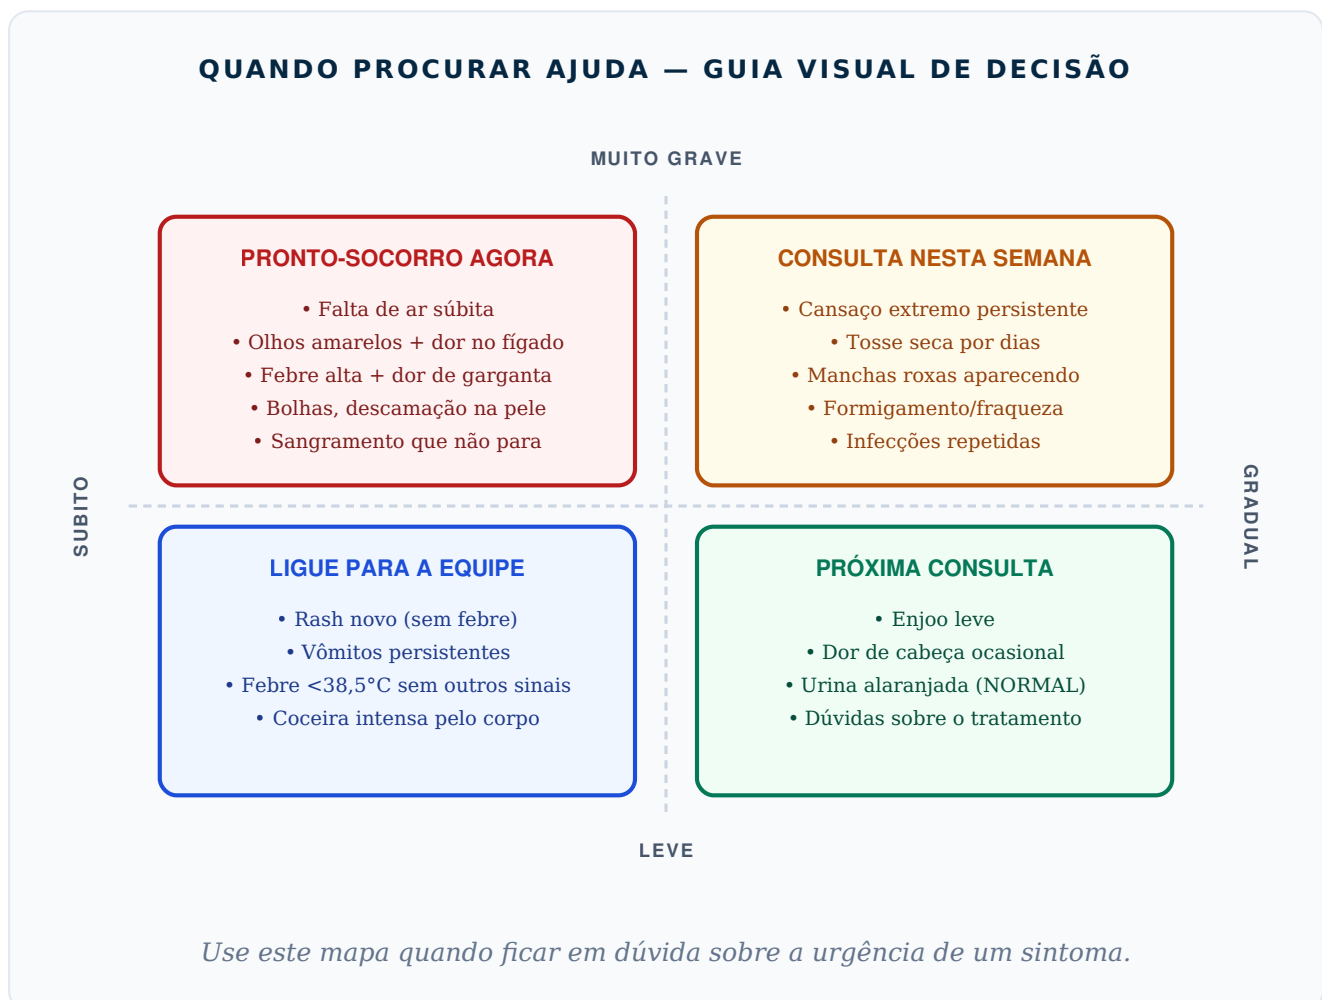 QUANDO PROCURAR AJUDA — GUIA VISUAL DE DECISÃO
MUITO GRAVE
PRONTO-SOCORRO AGORA
• Falta de ar súbita
• Olhos amarelos + dor no fígado
• Febre alta + dor de garganta
• Bolhas, descamação na pele
• Sangramento que não para
CONSULTA NESTA SEMANA
• Cansaço extremo persistente
• Tosse seca por dias
• Manchas roxas aparecendo
• Formigamento/fraqueza
• Infecções repetidas
SUBITO
GRADUAL
LIGUE PARA A EQUIPE
• Rash novo (sem febre)
• Vômitos persistentes
• Febre <38,5°C sem outros sinais
• Coceira intensa pelo corpo
PRÓXIMA CONSULTA
• Enjoo leve
• Dor de cabeça ocasional
• Urina alaranjada (NORMAL)
• Dúvidas sobre o tratamento
LEVE
Use este mapa quando ficar em dúvida sobre a urgência de um sintoma.